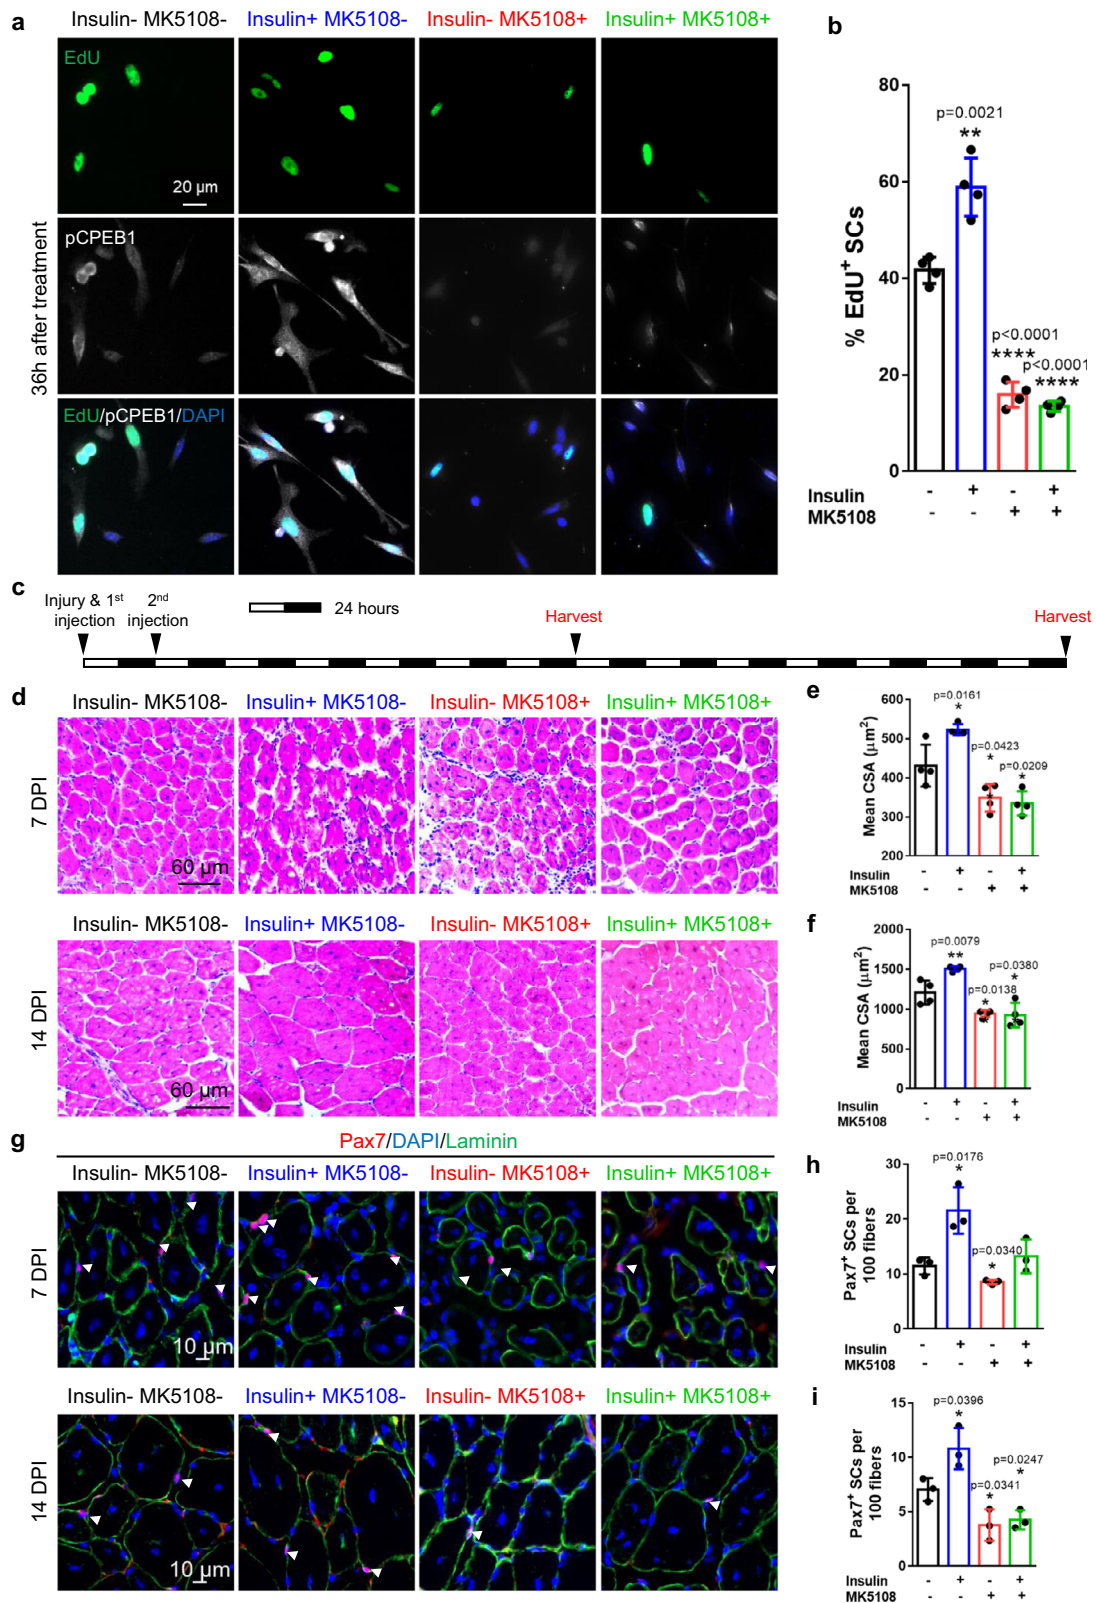 a
Insulin- MK5108-
Insulin+ MK5108-
Insulin- MK5108+
Insulin+ MK5108+
36h after treatment
EdU
20 µm
pCPEB1
EdU/pCPEB1/DAPI
b
% EdU+ SCs
80
60
40
20
0
p=0.0021
**
p<0.0001
****
p<0.0001
****
Insulin - + - +
MK5108 - - + +
c
Injury & 1st injection
2nd injection
24 hours
Harvest
Harvest
d
Insulin- MK5108-
Insulin+ MK5108-
Insulin- MK5108+
Insulin+ MK5108+
7 DPI
60 µm
Insulin- MK5108-
Insulin+ MK5108-
Insulin- MK5108+
Insulin+ MK5108+
14 DPI
60 µm
e
Mean CSA (µm2)
600
500
400
300
200
p=0.0161
*
p=0.0423
*
p=0.0209
*
Insulin - + - +
MK5108 - - + +
f
Mean CSA (µm2)
2000
1500
1000
500
0
p=0.0079
**
p=0.0138
*
p=0.0380
*
Insulin - + - +
MK5108 - - + +
g
Pax7/DAPI/Laminin
Insulin- MK5108-
Insulin+ MK5108-
Insulin- MK5108+
Insulin+ MK5108+
7 DPI
10 µm
Insulin- MK5108-
Insulin+ MK5108-
Insulin- MK5108+
Insulin+ MK5108+
14 DPI
10 µm
h
Pax7+ SCs per
100 fibers
30
20
10
0
p=0.0176
*
p=0.0340
*
Insulin - + - +
MK5108 - - + +
i
Pax7+ SCs per
100 fibers
15
10
5
0
p=0.0396
*
p=0.0341
*
p=0.0247
*
Insulin - + - +
MK5108 - - + +